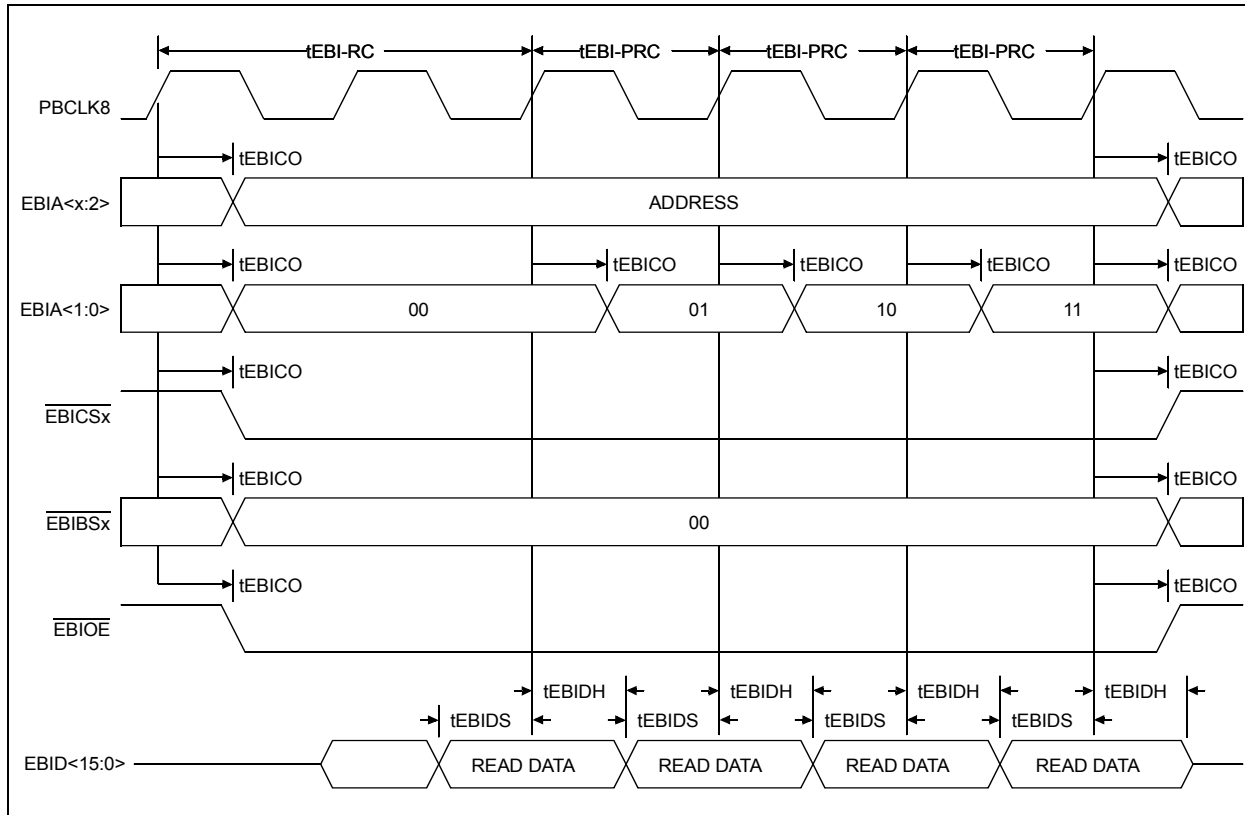 tEBI-RC tEBI-PRC tEBI-PRC tEBI-PRC
PBCLK8
tEBICO tEBICO
EBIA<x:2> ADDRESS
tEBICO tEBICO tEBICO tEBICO tEBICO
EBIA<1:0> 00 01 10 11
tEBICO tEBICO
EBICSx
tEBICO tEBICO
EBIBSx 00
tEBICO tEBICO
EBIOE
tEBIDH tEBIDH tEBIDH tEBIDH
tEBIDS tEBIDS tEBIDS tEBIDS
EBID<15:0> READ DATA READ DATA READ DATA READ DATA